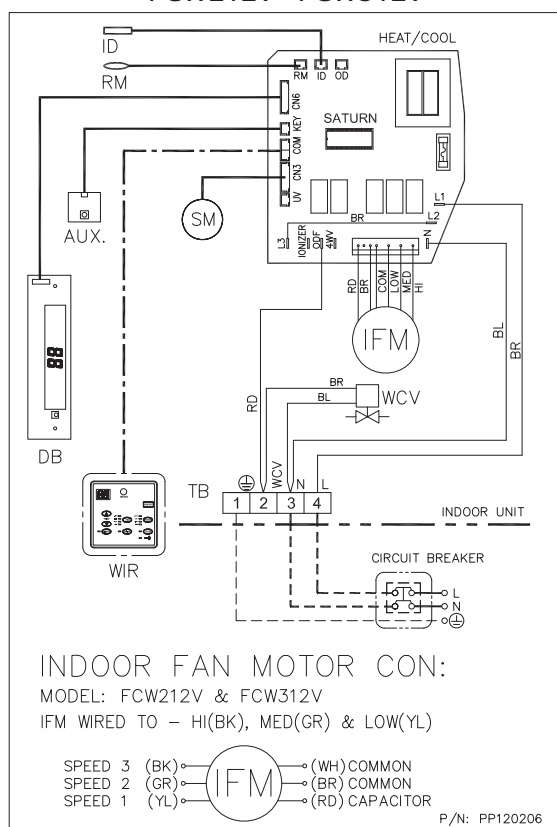 HEAT/COOL
ID
RM
RM ID OD
CN6
KEY
COM
CN3
UV
SATURN
SM
AUX.
L1
L2
BR
L3
IONIZER
ODF
4WV
N
RD
BR
COM
LOW
MED
HI
IFM
BL
BR
88
DB
RD
BR
BL
WCV
WCV
N
L
TB
1 2 3 4
INDOOR UNIT
WIR
CIRCUIT BREAKER
L
N
INDOOR FAN MOTOR CON:
MODEL: FCW212V & FCW312V
IFM WIRED TO – HI(BK), MED(GR) & LOW(YL)
SPEED 3 (BK)
SPEED 2 (GR)
SPEED 1 (YL)
IFM
(WH) COMMON
(BR) COMMON
(RD) CAPACITOR
P/N: PP120206